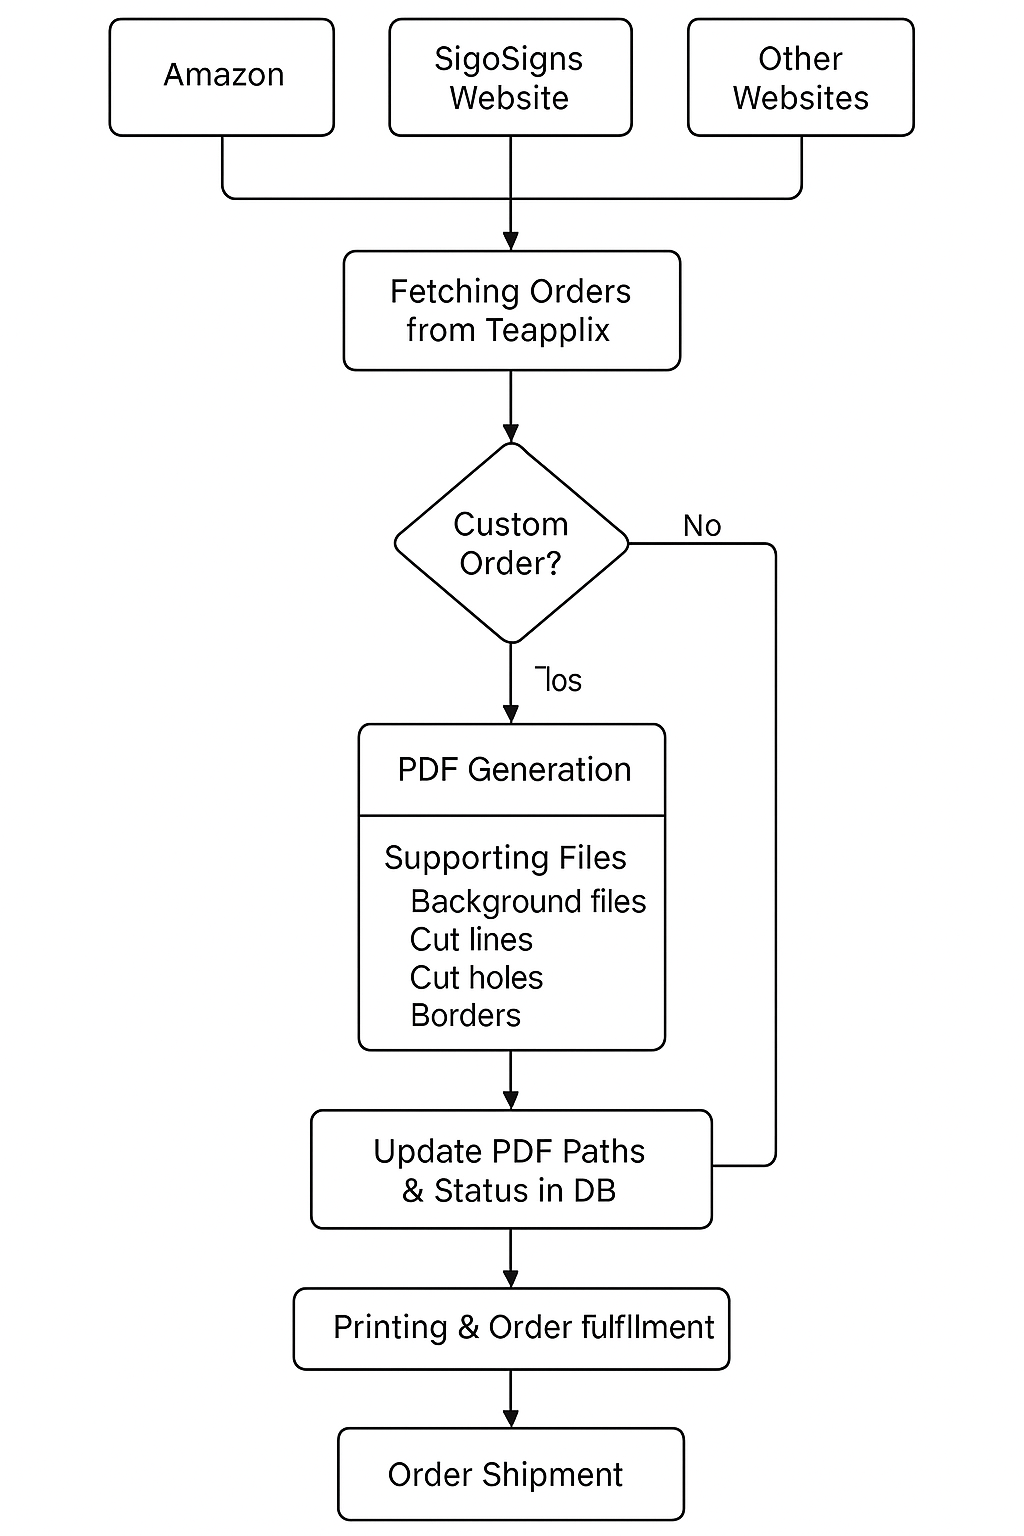 Amazon
SigoSigns
Website
Other
Websites
Fetching Orders
from Teapplix
Custom
Order?
No
PDF Generation
Supporting Files
Background files
Cut lines
Cut holes
Borders
Update PDF Paths
& Status in DB
Printing & Order fulfllment
Order Shipment